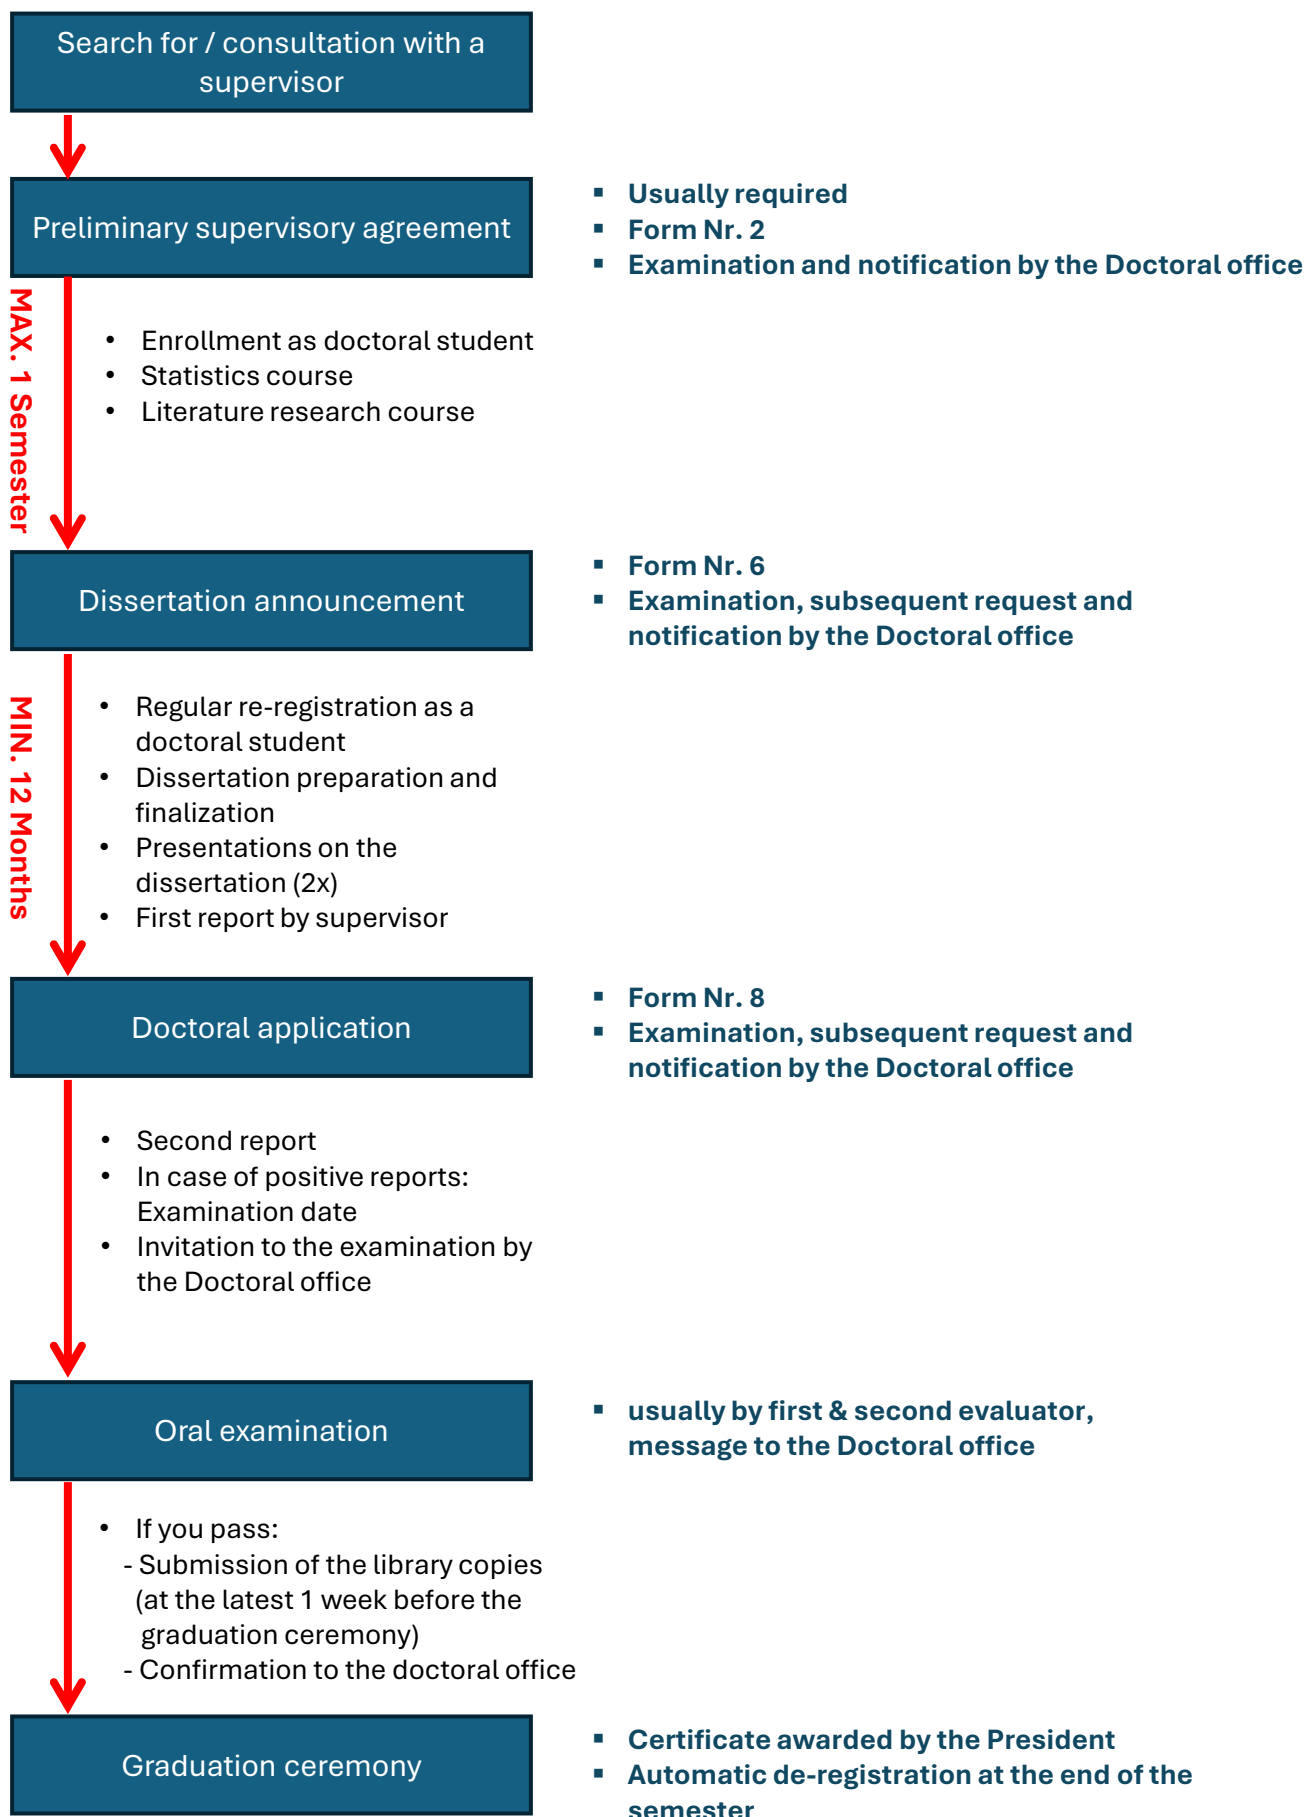 Search for / consultation with a
supervisor
Preliminary supervisory agreement
▪ Usually required
▪ Form Nr. 2
▪ Examination and notification by the Doctoral office
MAX. 1 Semester
• Enrollment as doctoral student
• Statistics course
• Literature research course
Dissertation announcement
▪ Form Nr. 6
▪ Examination, subsequent request and
notification by the Doctoral office
MIN. 12 Months
• Regular re-registration as a
doctoral student
• Dissertation preparation and
finalization
• Presentations on the
dissertation (2x)
• First report by supervisor
Doctoral application
▪ Form Nr. 8
▪ Examination, subsequent request and
notification by the Doctoral office
• Second report
• In case of positive reports:
Examination date
• Invitation to the examination by
the Doctoral office
Oral examination
▪ usually by first & second evaluator,
message to the Doctoral office
• If you pass:
- Submission of the library copies
(at the latest 1 week before the
graduation ceremony)
- Confirmation to the doctoral office
Graduation ceremony
▪ Certificate awarded by the President
▪ Automatic de-registration at the end of the
semester